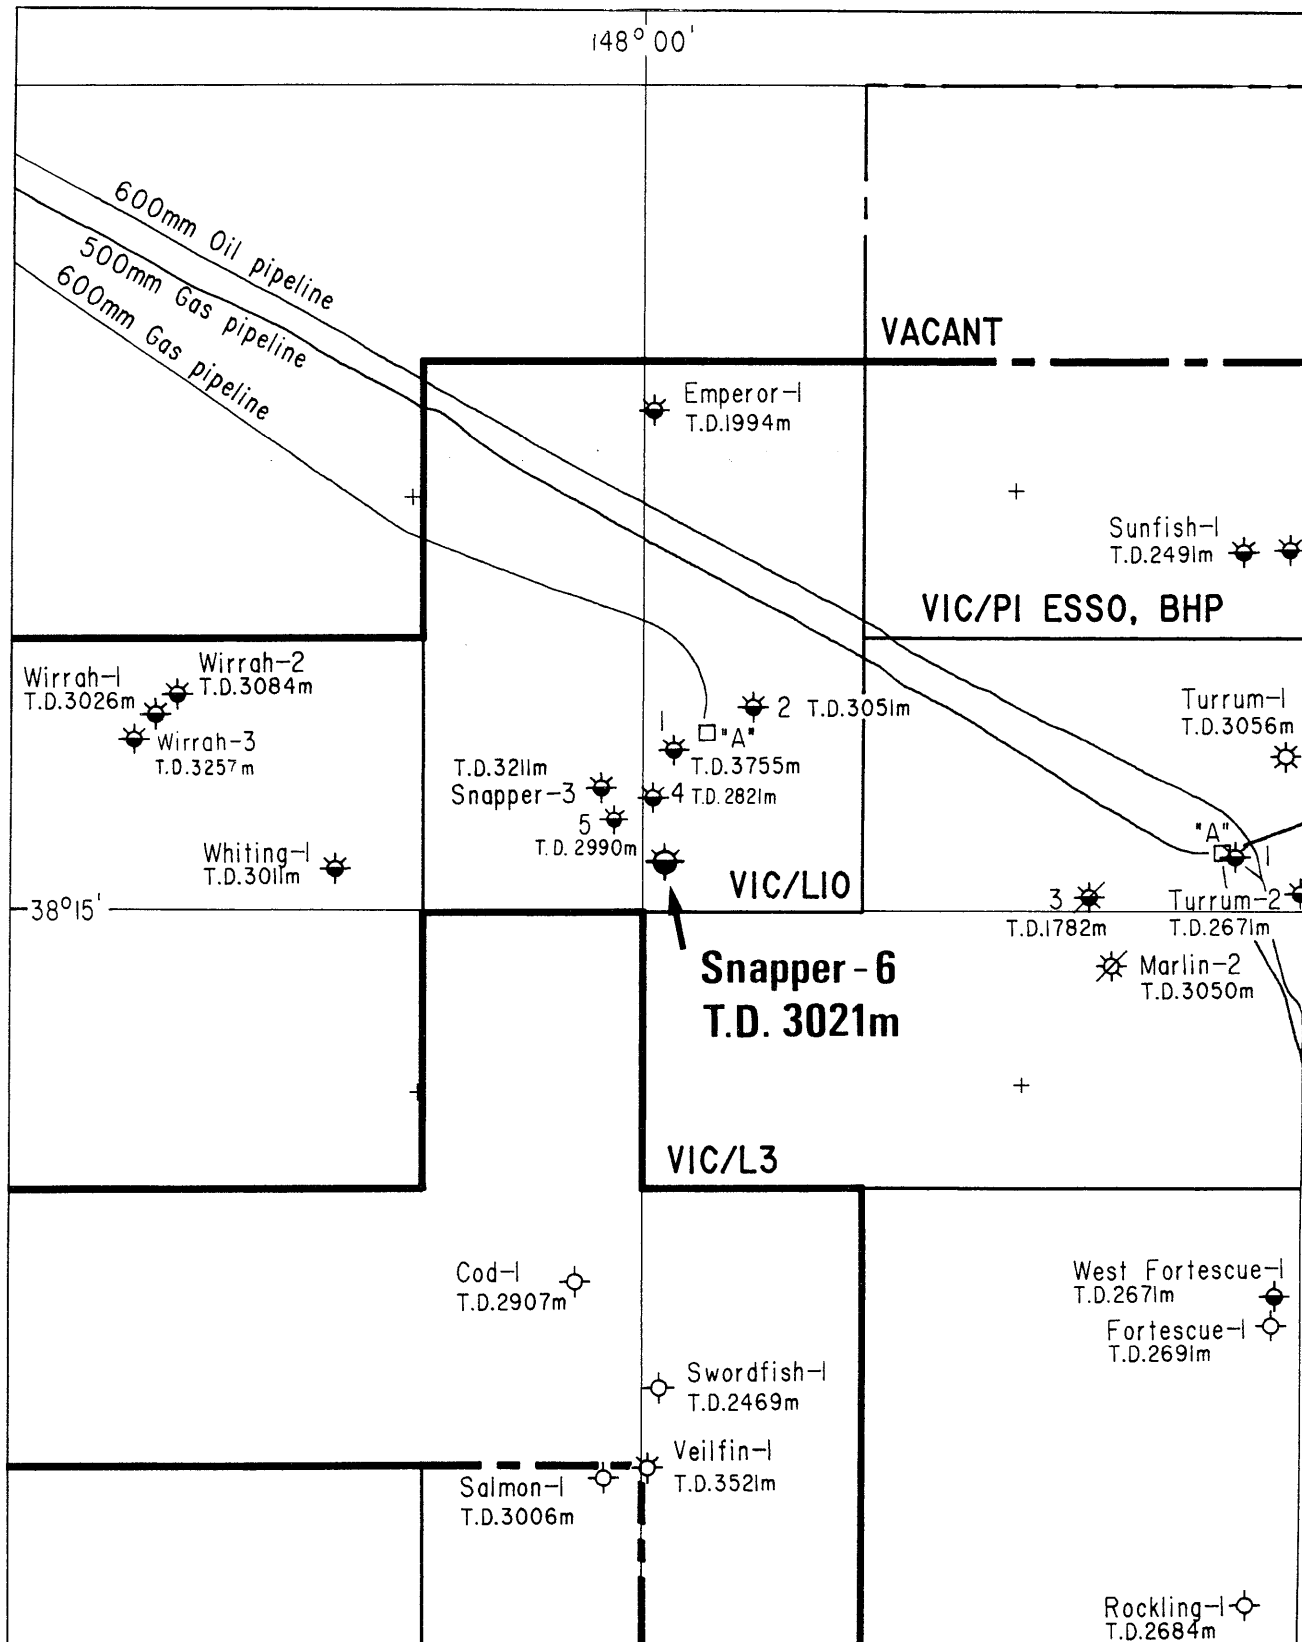 148° 00'
600mm Oil pipeline
500mm Gas pipeline
600mm Gas pipeline
VACANT
Emperor-1
T.D.1994m
Sunfish-1
T.D.2491m
VIC/P1 ESSO, BHP
Wirrah-1
T.D.3026m
Wirrah-2
T.D.3084m
Wirrah-3
T.D.3257m
2 T.D.3051m
1
"A"
T.D.3755m
T.D.3211m
Snapper-3
4 T.D. 2821m
5
T.D. 2990m
Turrum-1
T.D.3056m
Whiting-1
T.D.3011m
VIC/L10
"A"
1
38°15'
3
T.D.1782m
Turrum-2
T.D.2671m
Snapper-6
T.D. 3021m
Marlin-2
T.D.3050m
VIC/L3
Cod-1
T.D.2907m
West Fortescue-1
T.D.2671m
Fortescue-1
T.D.2691m
Swordfish-1
T.D.2469m
Veilfin-1
T.D.3521m
Salmon-1
T.D.3006m
Rockling-1
T.D.2684m